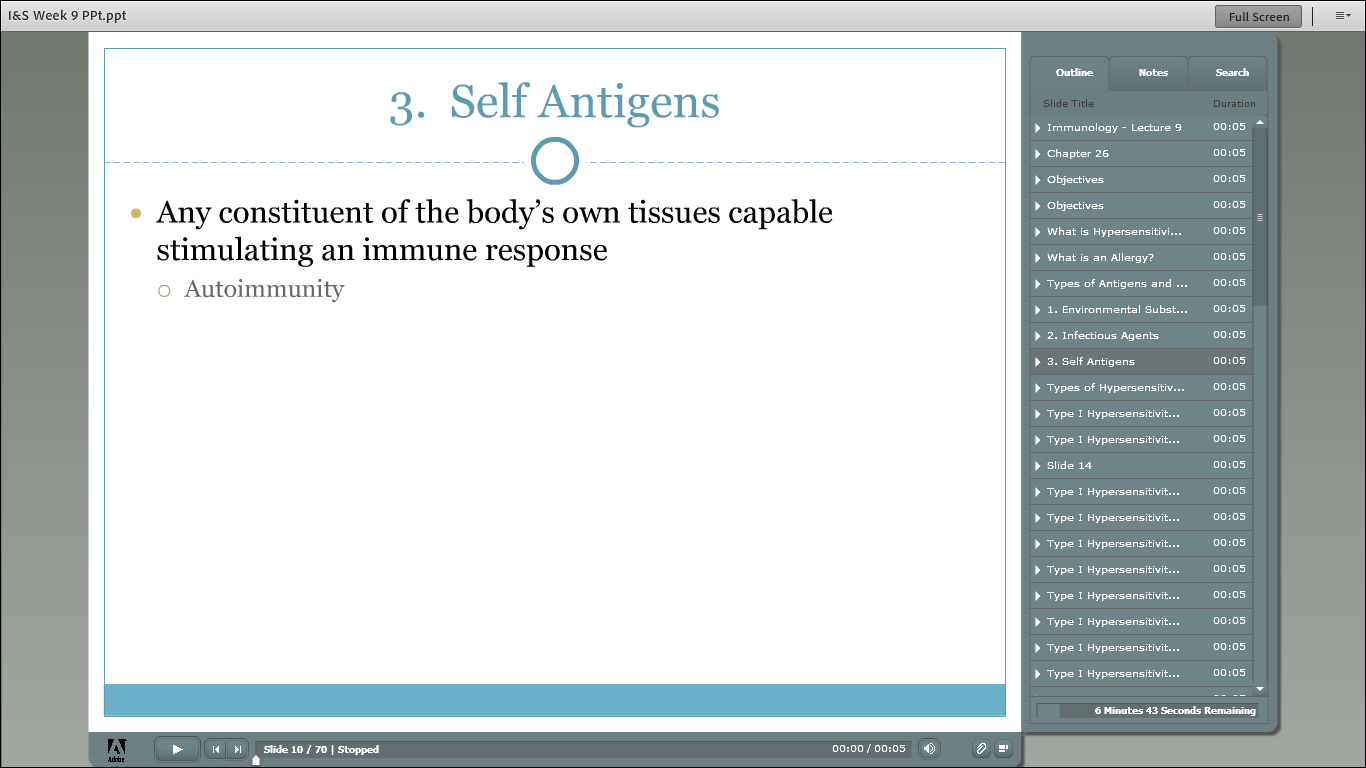 I&S Week 9 PPt.ppt
Full Screen
3. Self Antigens
Any constituent of the body's own tissues capable
stimulating an immune response
Autoimmunity
Outline Notes Search
Slide Title Duration
Immunology - Lecture 9 00:05
Chapter 26 00:05
Objectives 00:05
Objectives 00:05
What is Hypersensitivi... 00:05
What is an Allergy? 00:05
Types of Antigens and ... 00:05
1. Environmental Subst... 00:05
2. Infectious Agents 00:05
3. Self Antigens 00:05
Types of Hypersensitiv... 00:05
Type I Hypersensitivit... 00:05
Type I Hypersensitivit... 00:05
Slide 14 00:05
Type I Hypersensitivit... 00:05
Type I Hypersensitivit... 00:05
Type I Hypersensitivit... 00:05
Type I Hypersensitivit... 00:05
Type I Hypersensitivit... 00:05
Type I Hypersensitivit... 00:05
Type I Hypersensitivit... 00:05
Type I Hypersensitivit... 00:05
6 Minutes 43 Seconds Remaining
Adobe
Slide 10 / 70 | Stopped 00:00 / 00:05